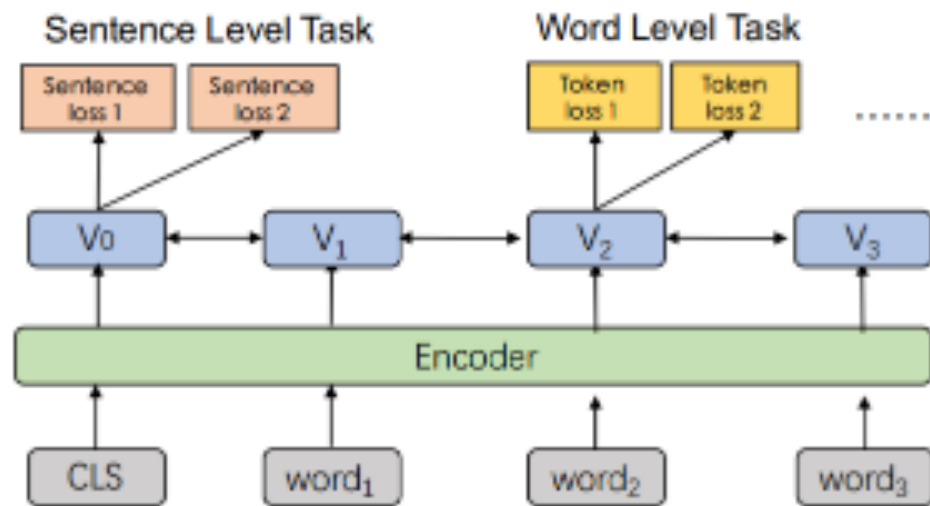 Sentence Level Task
Word Level Task
Sentence
loss 1
Sentence
loss 2
Token
loss 1
Token
loss 2
......
V0
V₁
V₂
V₃
Encoder
CLS
word₁
word₂
word₃